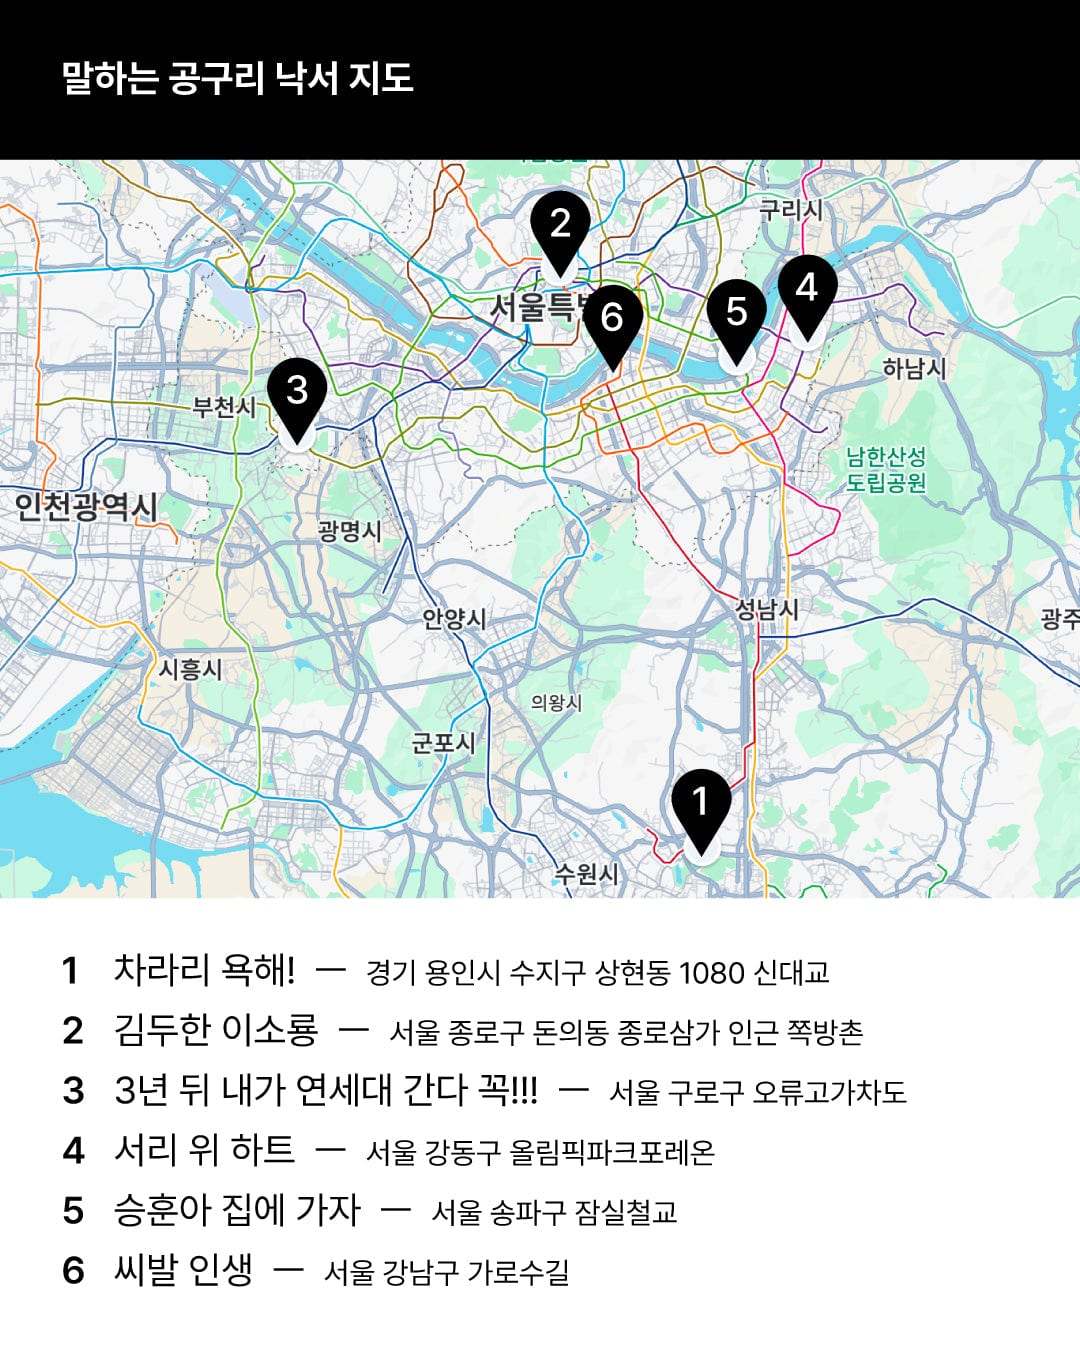 말하는 공구리 낙서 지도
구리시
2
4
서울특별
6
5
하남시
3
부천시
남한산성
도립공원
인천광역시
광명시
안양시
성남시
광주
시흥시
의왕시
군포시
1
수원시
1 차라리 욕해! — 경기 용인시 수지구 상현동 1080 신대교
2 김두한 이소룡 — 서울 종로구 돈의동 종로삼가 인근 쪽방촌
3 3년 뒤 내가 연세대 간다 꼭!!! — 서울 구로구 오류고가차도
4 서리 위 하트 — 서울 강동구 올림픽파크포레온
5 승훈아 집에 가자 — 서울 송파구 잠실철교
6 씨발 인생 — 서울 강남구 가로수길